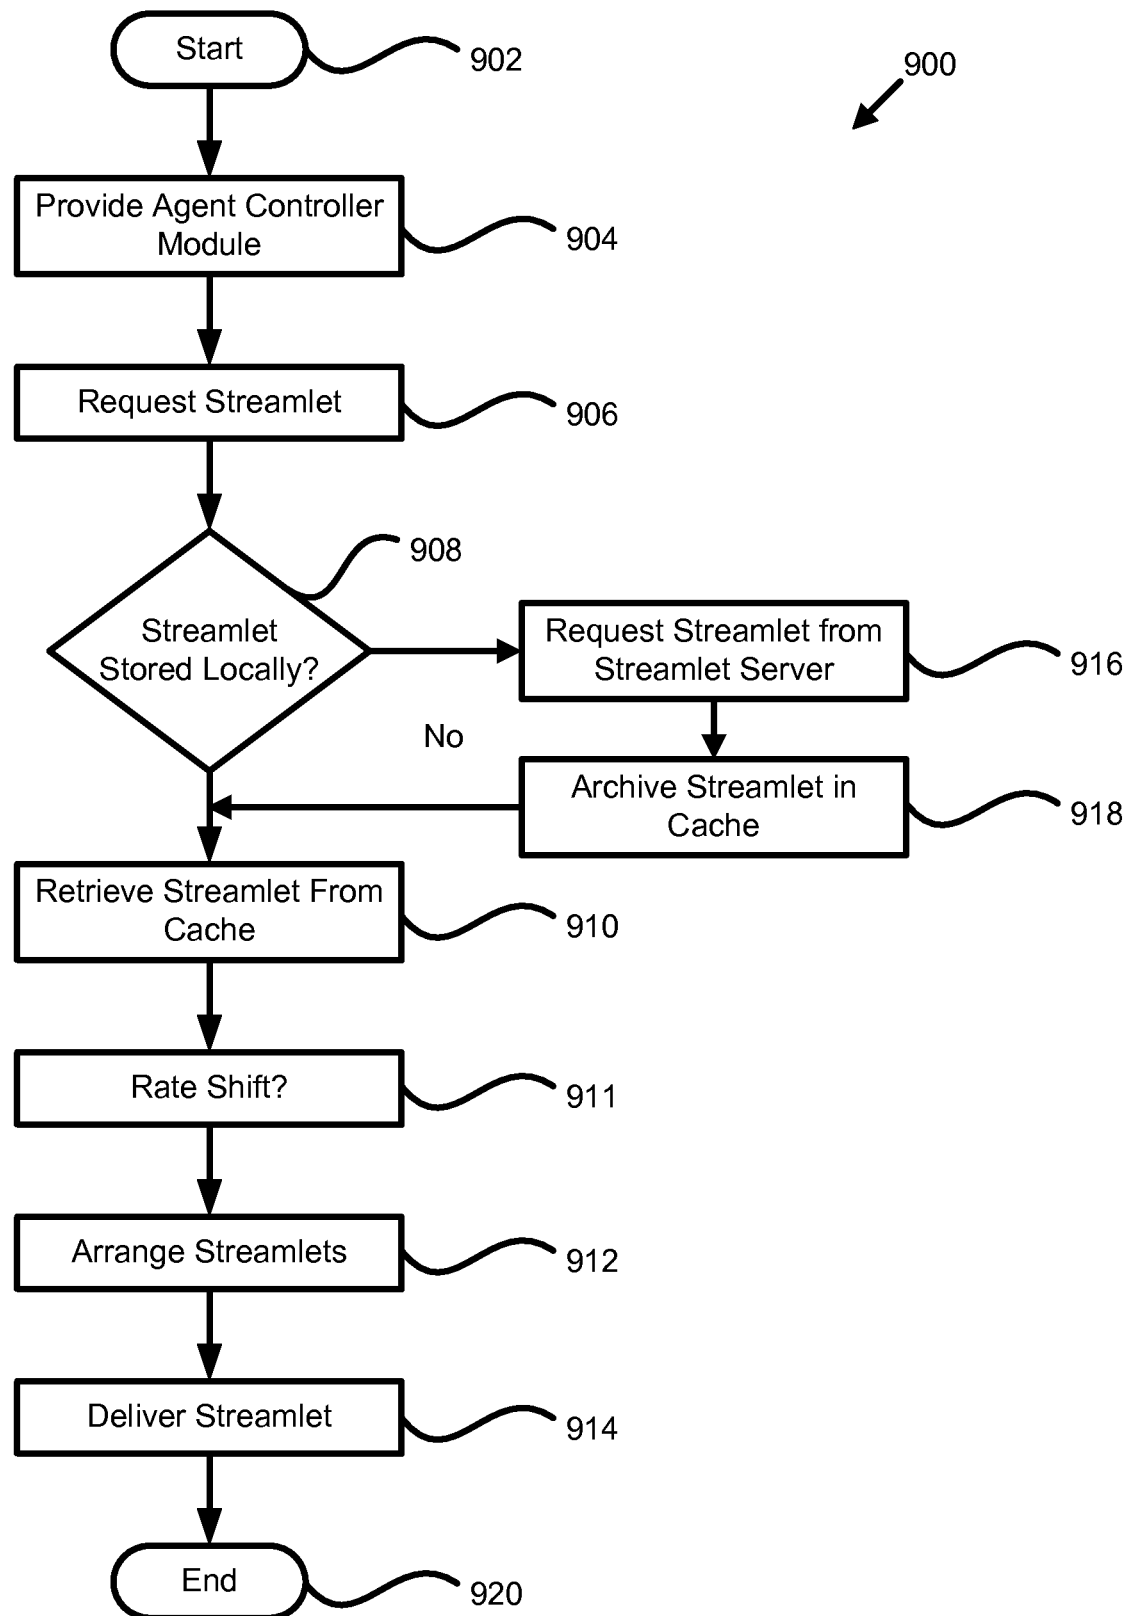 Start
902
900
Provide Agent Controller
Module
904
Request Streamlet
906
908
Streamlet
Stored Locally?
Request Streamlet from
Streamlet Server
916
No
Archive Streamlet in
Cache
918
Retrieve Streamlet From
Cache
910
Rate Shift?
911
Arrange Streamlets
912
Deliver Streamlet
914
End
920